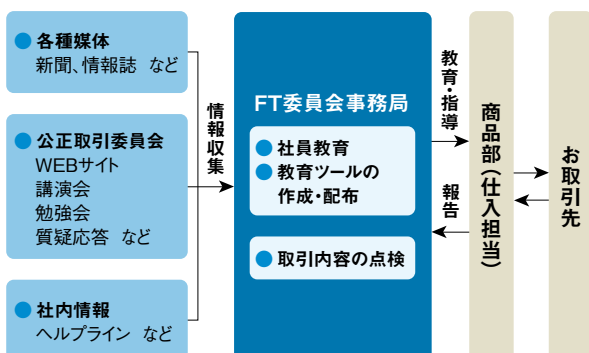 ● 各種媒体
新聞、情報誌 など
● 公正取引委員会
WEBサイト
講演会
勉強会
質疑応答 など
● 社内情報
ヘルプライン など
情報収集
FT委員会事務局
● 社員教育
● 教育ツールの
作成・配布
● 取引内容の点検
教育・指導
報告
商品部(仕入担当)
お取引先